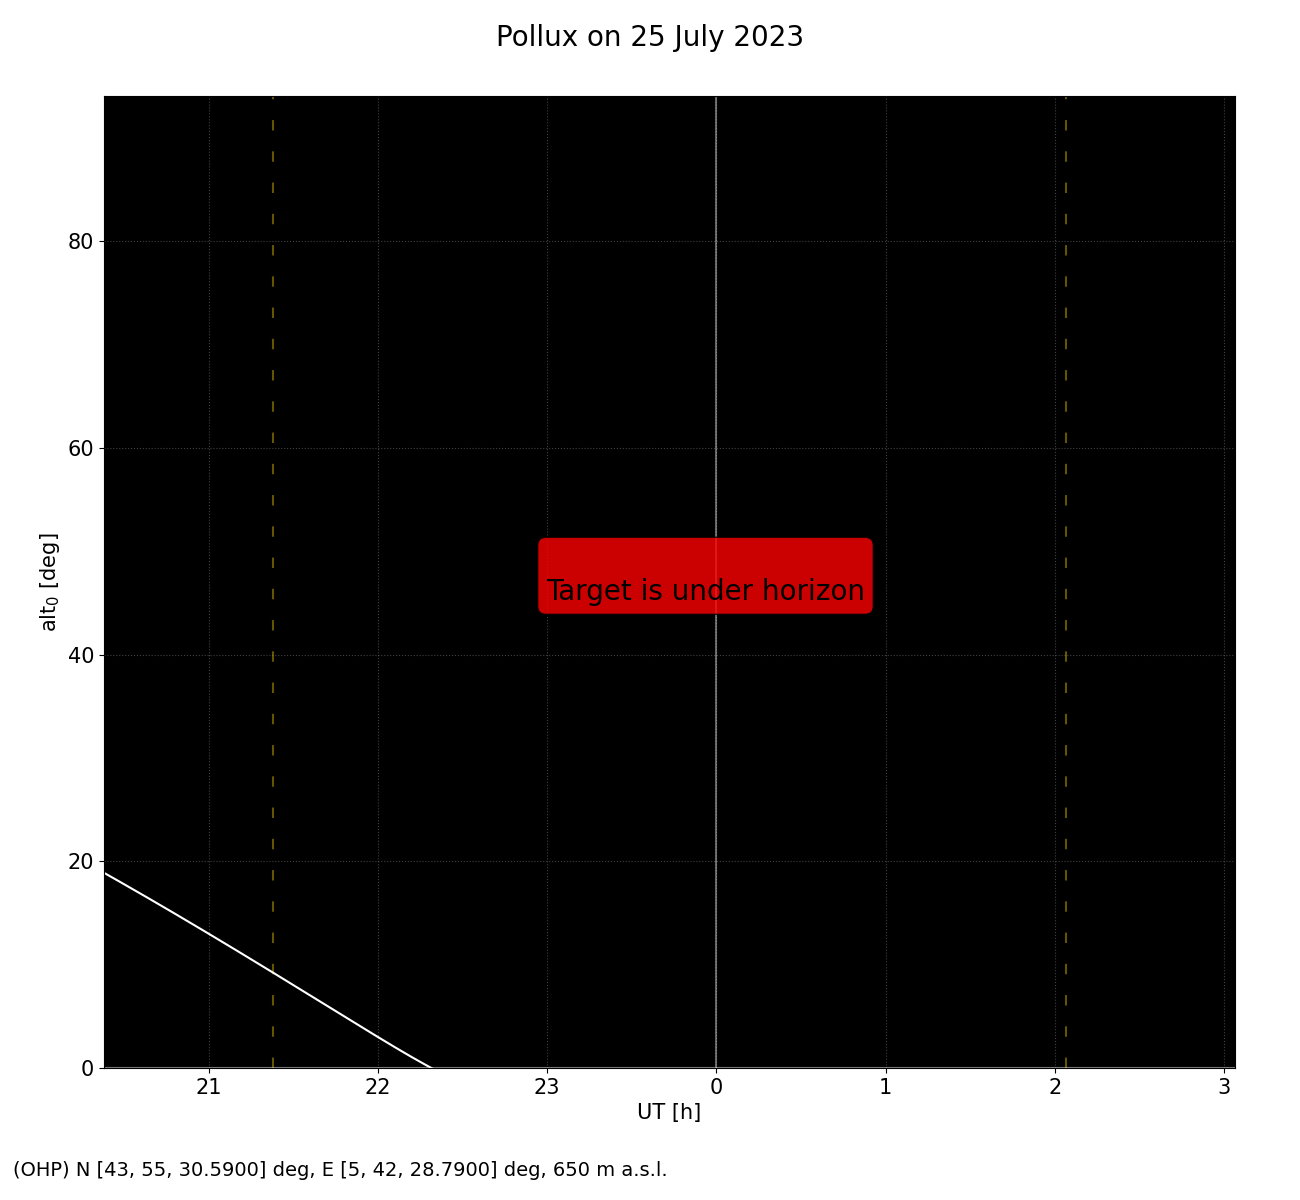 Pollux on 25 July 2023
80
60
40
20
0
alt₀ [deg]
Target is under horizon
21 22 23 0 1 2 3
UT [h]
(OHP) N [43, 55, 30.5900] deg, E [5, 42, 28.7900] deg, 650 m a.s.l.